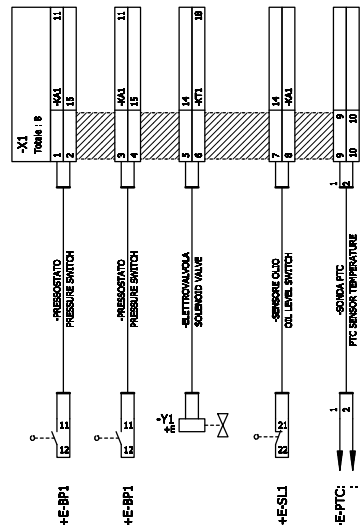 -X1
Totale : 8
-KA1
11
15
1
2
-PRESSOSTATO
PRESSURE SWITCH
11
12
+E-BP1
-KA1
11
15
3
4
-PRESSOSTATO
PRESSURE SWITCH
11
12
+E-BP1
14
-KT1
18
5
6
-ELETTROVALVOLA
SOLENOID VALVE
-Y1
+E
14
-KA1
7
8
-SENSORE OLIO
OIL LEVEL SWITCH
21
22
+E-SL1
9
10
9
10
1
2
-SONDA PTC
PTC SENSOR TEMPERATURE
1
2
+E-PTC:
: